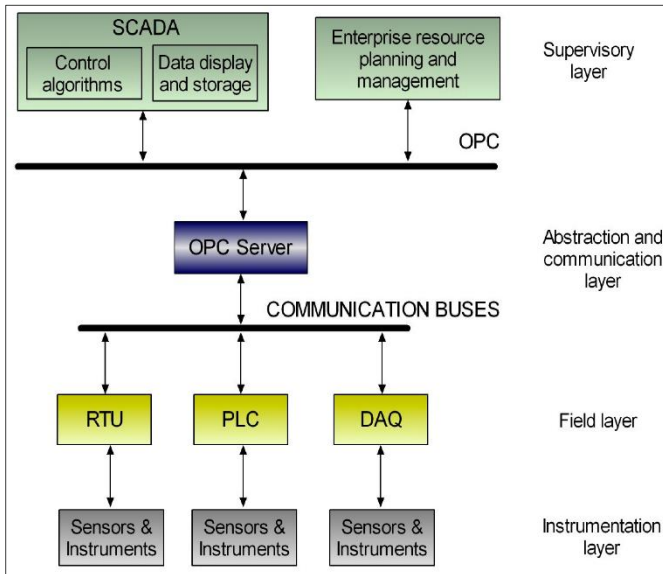 SCADA
Control
algorithms
Data display
and storage
Enterprise resource
planning and
management
Supervisory
layer
OPC
OPC Server
Abstraction and
communication
layer
COMMUNICATION BUSES
RTU
PLC
DAQ
Field layer
Sensors &
Instruments
Sensors &
Instruments
Sensors &
Instruments
Instrumentation
layer